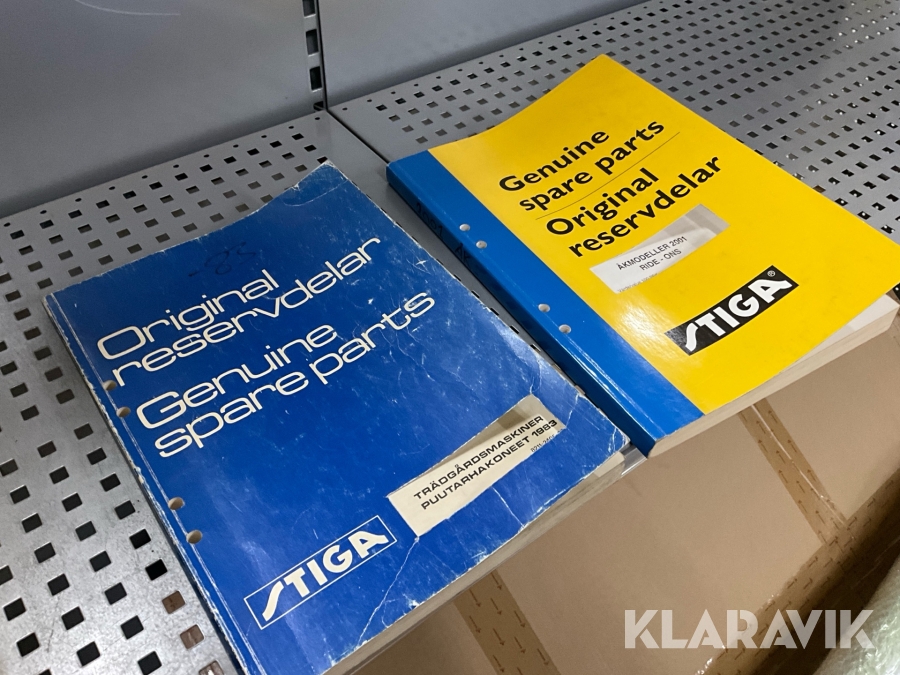 Original
reservdelar
Genuine
spare parts
TRÄDGÅRDSMASKINER
PUUTARHAKONEET 1983
STIGA
Genuine
spare parts
Original
reservdelar
ÅKMODELLER 2001
RIDE - ONS
STIGA®
KLARAVIK